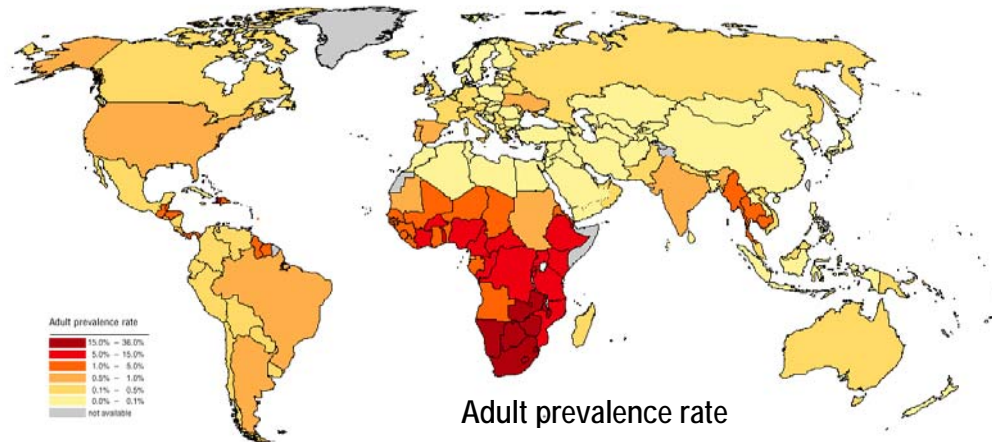 Adult prevalence rate
15.0% – 36.0%
5.0% – 15.0%
1.0% – 5.0%
0.5% – 1.0%
0.1% – 0.5%
0.0% – 0.1%
not available
Adult prevalence rate